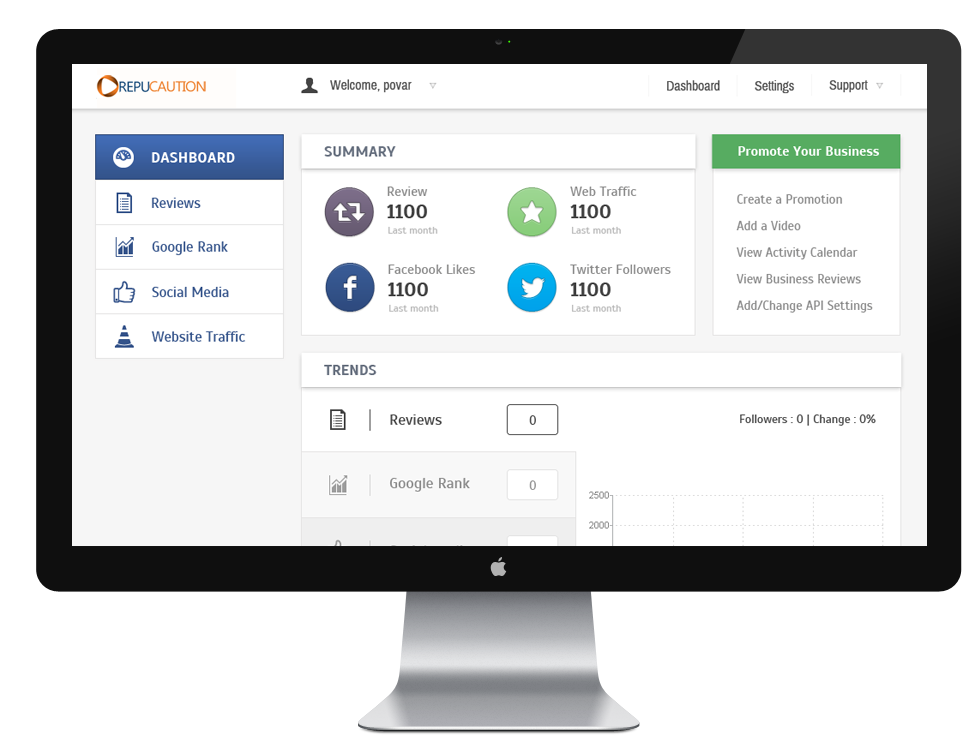 REPUCAUTION
Welcome, povar
Dashboard
Settings
Support
DASHBOARD
Reviews
Google Rank
Social Media
Website Traffic
SUMMARY
Review
1100
Last month
Web Traffic
1100
Last month
Facebook Likes
1100
Last month
Twitter Followers
1100
Last month
Promote Your Business
Create a Promotion
Add a Video
View Activity Calendar
View Business Reviews
Add/Change API Settings
TRENDS
Reviews
0
Followers : 0 | Change : 0%
Google Rank
0
2500
2000